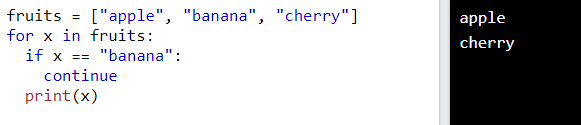 fruits = ["apple", "banana", "cherry"]
for x in fruits:
  if x == "banana":
    continue
  print(x)
apple
cherry